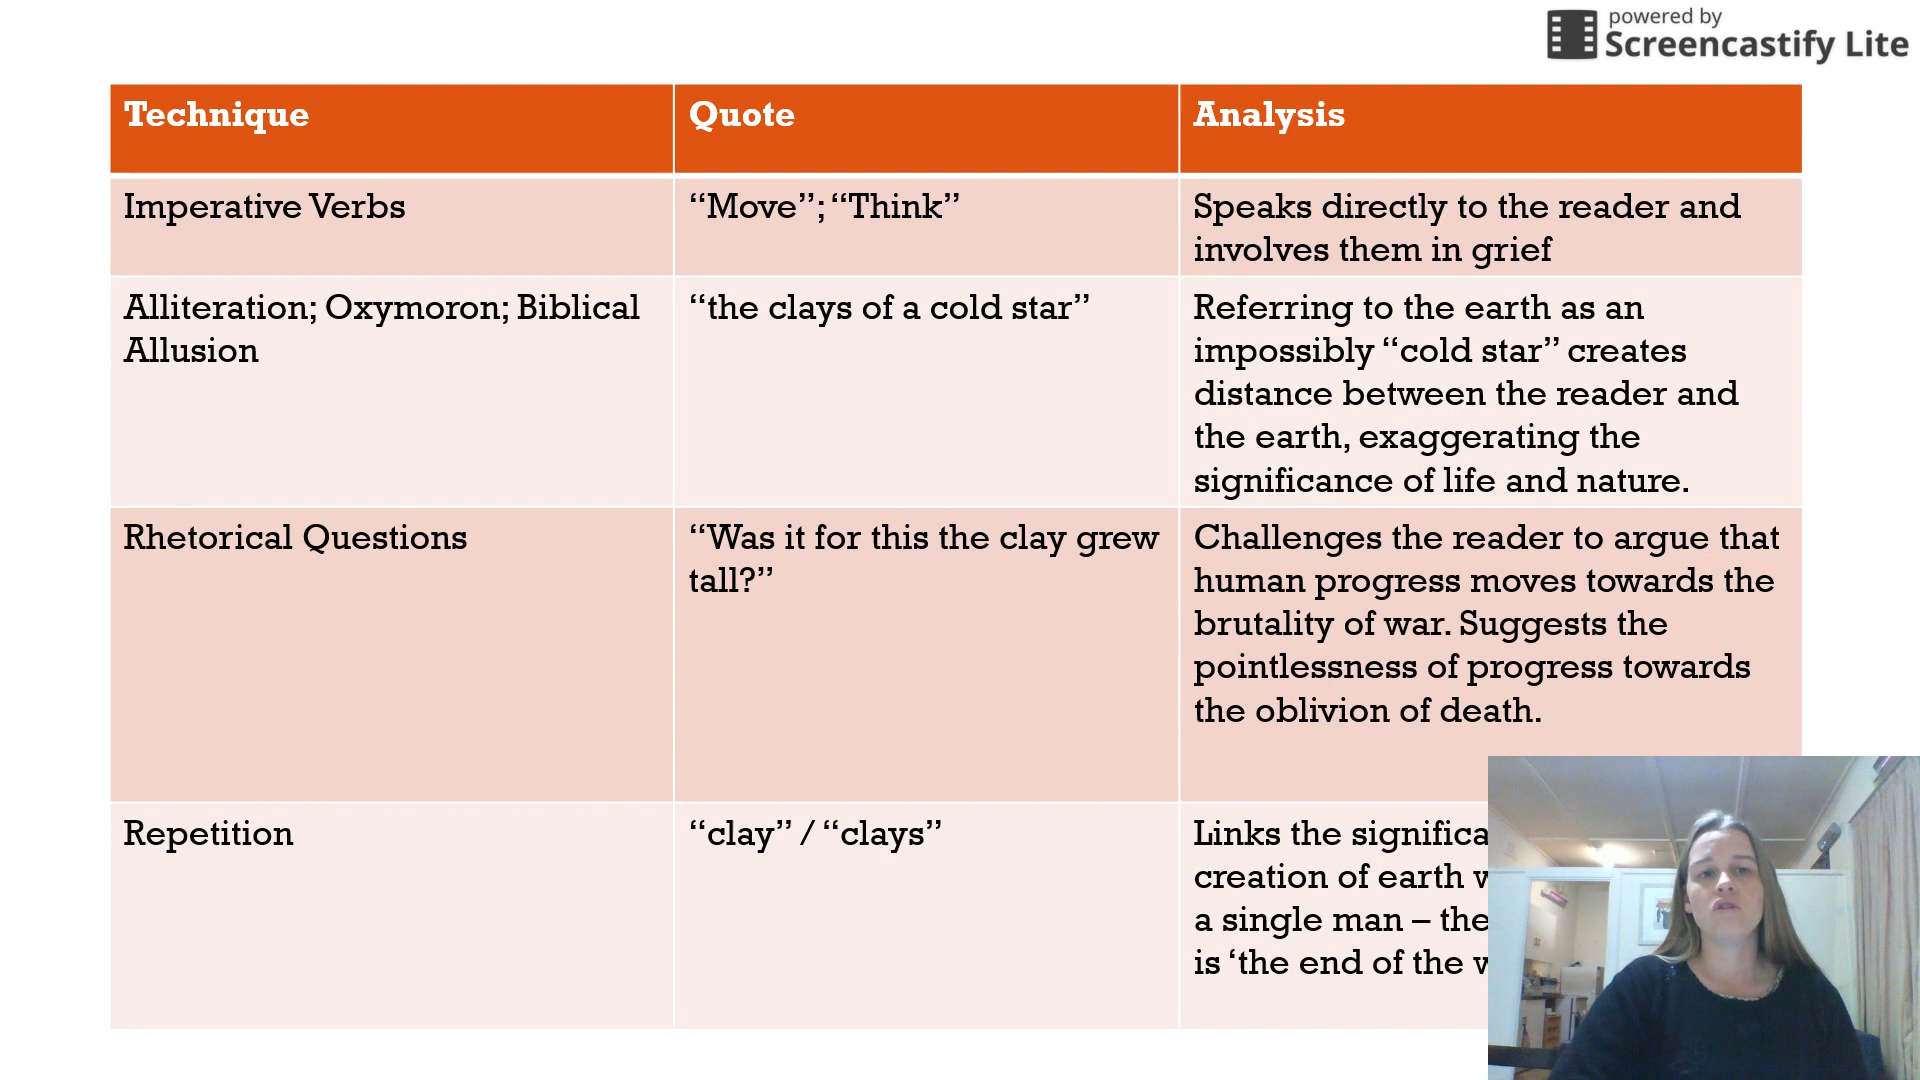 powered by
Screencastify Lite
Technique
Quote
Analysis
Imperative Verbs
“Move”; “Think”
Speaks directly to the reader and
involves them in grief
Alliteration; Oxymoron; Biblical
Allusion
“the clays of a cold star”
Referring to the earth as an
impossibly “cold star” creates
distance between the reader and
the earth, exaggerating the
significance of life and nature.
Rhetorical Questions
“Was it for this the clay grew
tall?”
Challenges the reader to argue that
human progress moves towards the
brutality of war. Suggests the
pointlessness of progress towards
the oblivion of death.
Repetition
“clay” / “clays”
Links the
creation of earth
a single man – the
is ‘the end of the